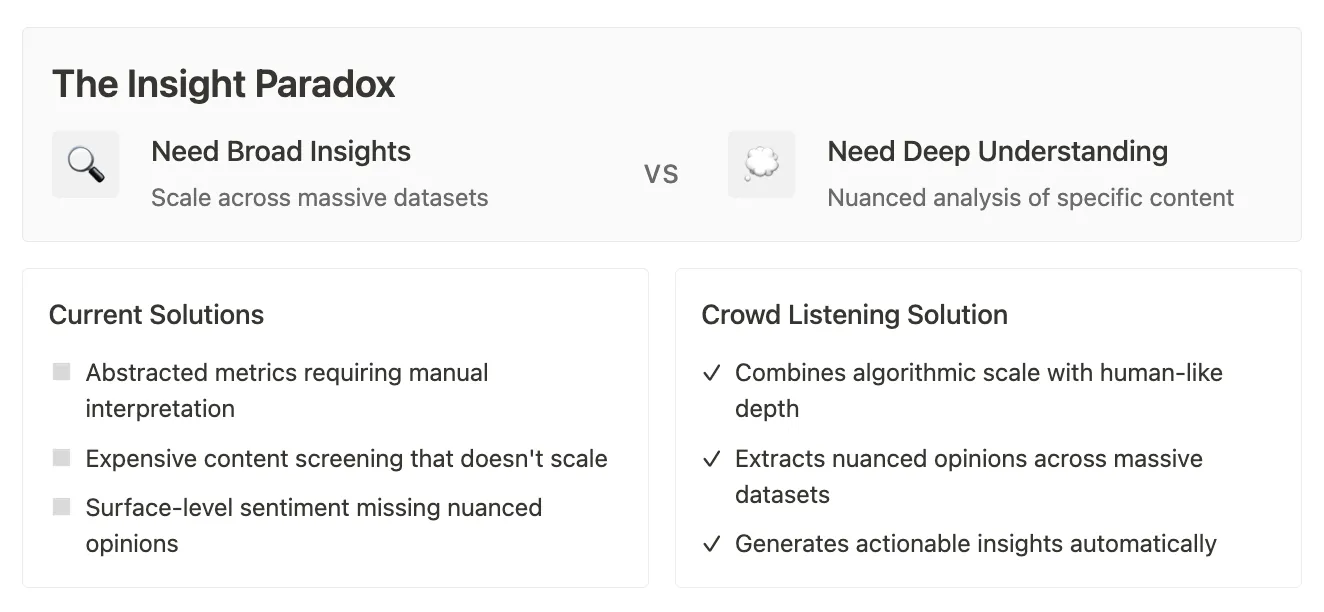 The Insight Paradox
Need Broad Insights
Scale across massive datasets
VS
Need Deep Understanding
Nuanced analysis of specific content
Current Solutions
Abstracted metrics requiring manual
interpretation
Expensive content screening that doesn't scale
Surface-level sentiment missing nuanced
opinions
Crowd Listening Solution
✓ Combines algorithmic scale with human-like
depth
✓ Extracts nuanced opinions across massive
datasets
✓ Generates actionable insights automatically